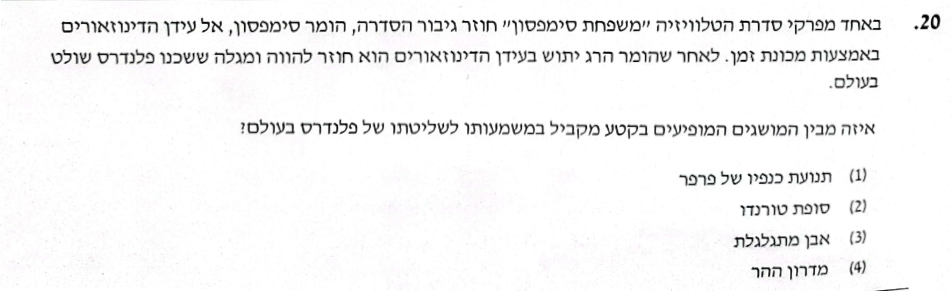 20. באחד מפרקי סדרת הטלוויזיה "משפחת סימפסון" חוזר גיבור הסדרה, הומר סימפסון, אל עידן הדינוזאורים
באמצעות מכונת זמן. לאחר שהומר הרג יתוש בעידן הדינוזאורים הוא חוזר להווה ומגלה ששכנו פלנדרס שולט
בעולם.
איזה מבין המושגים המופיעים בקטע מקביל במשמעותו לשליטתו של פלנדרס בעולם?
(1) תנועת כנפיו של פרפר
(2) סופת טורנדו
(3) אבן מתגלגלת
(4) מדרון ההר